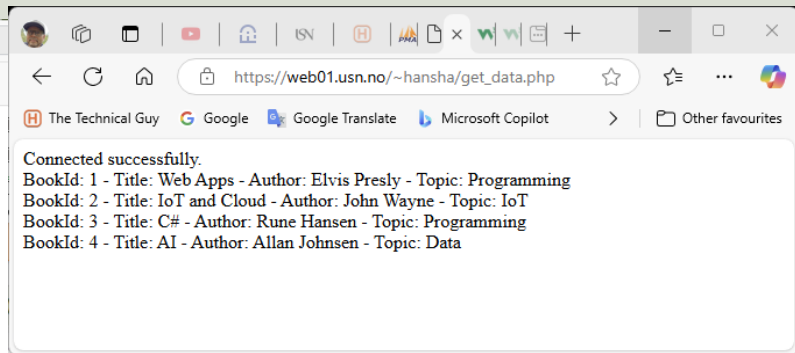 USN
H
PMA
https://web01.usn.no/~hansha/get_data.php
H The Technical Guy
G Google
Google Translate
Microsoft Copilot
Other favourites
Connected successfully.
BookId: 1 - Title: Web Apps - Author: Elvis Presly - Topic: Programming
BookId: 2 - Title: IoT and Cloud - Author: John Wayne - Topic: IoT
BookId: 3 - Title: C# - Author: Rune Hansen - Topic: Programming
BookId: 4 - Title: AI - Author: Allan Johnsen - Topic: Data